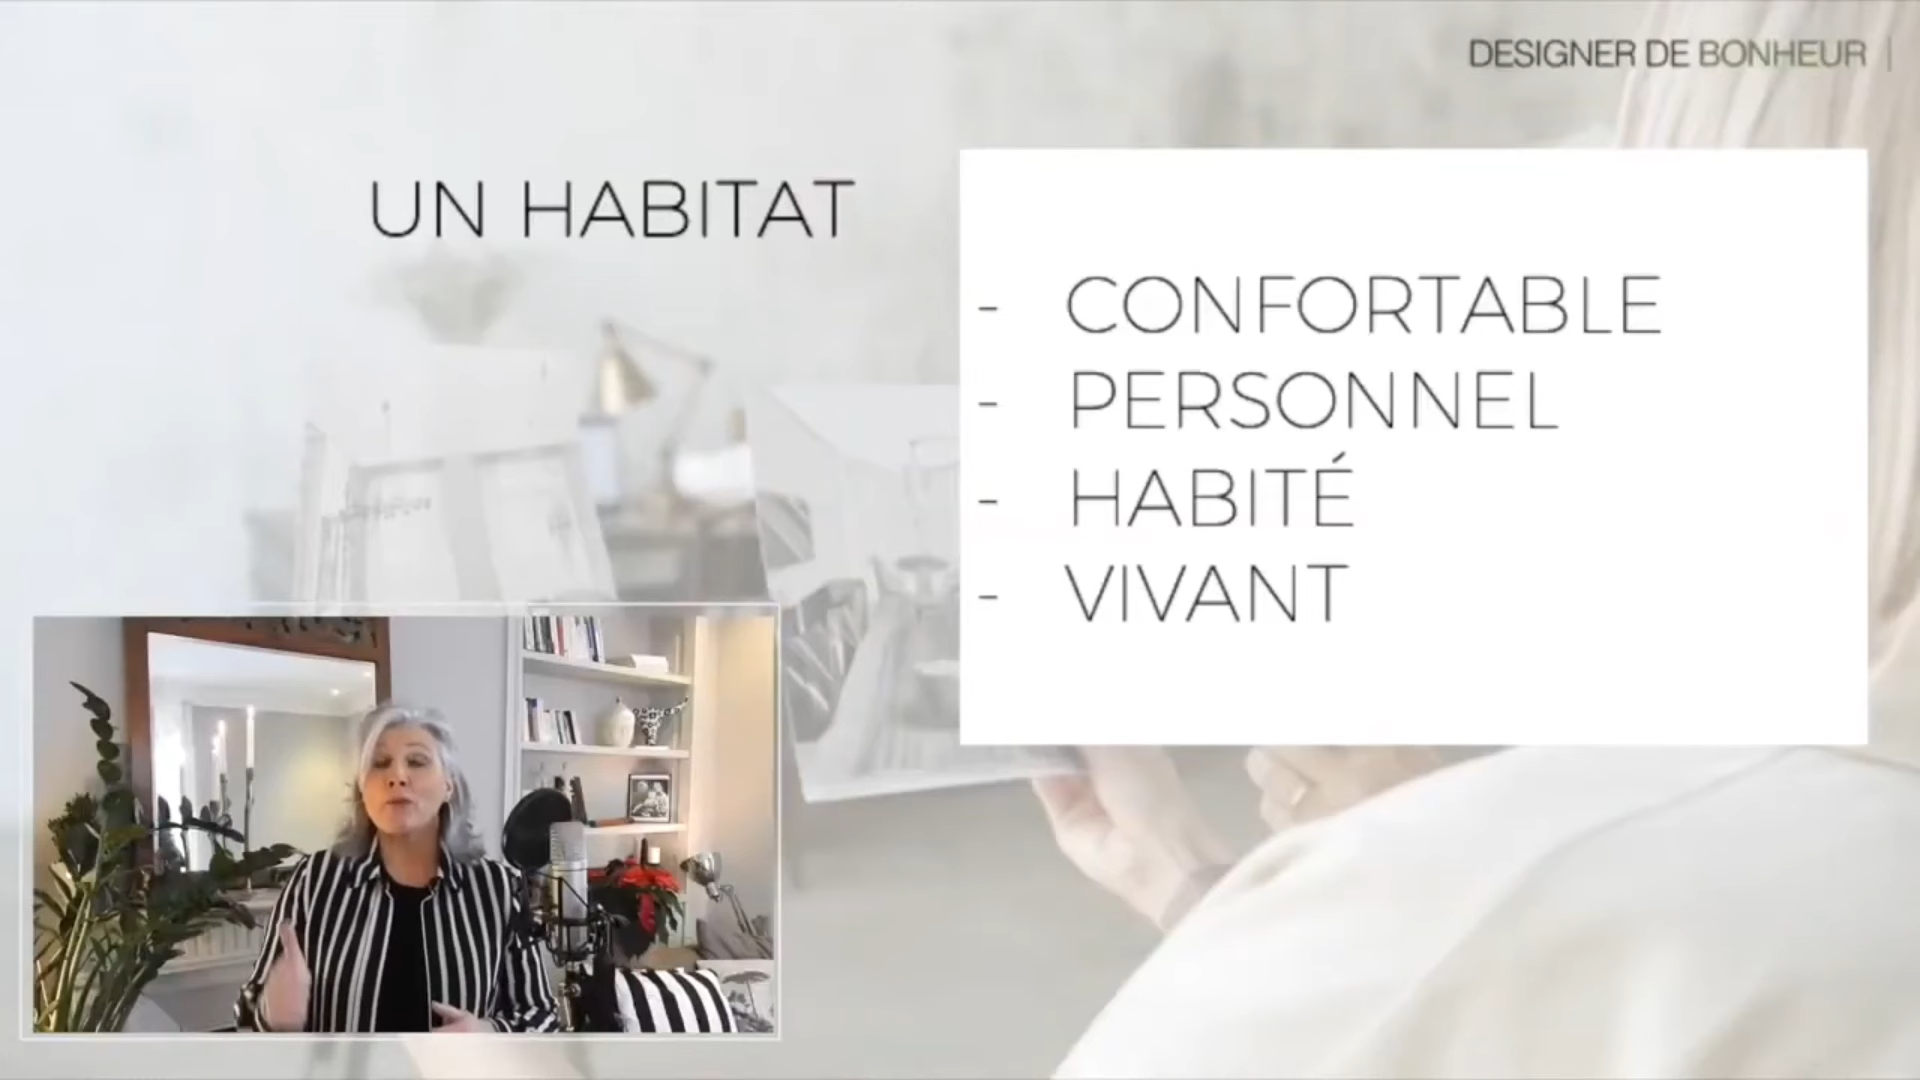 DESIGNER DE BONHEUR |
UN HABITAT
- CONFORTABLE
- PERSONNEL
- HABITÉ
- VIVANT